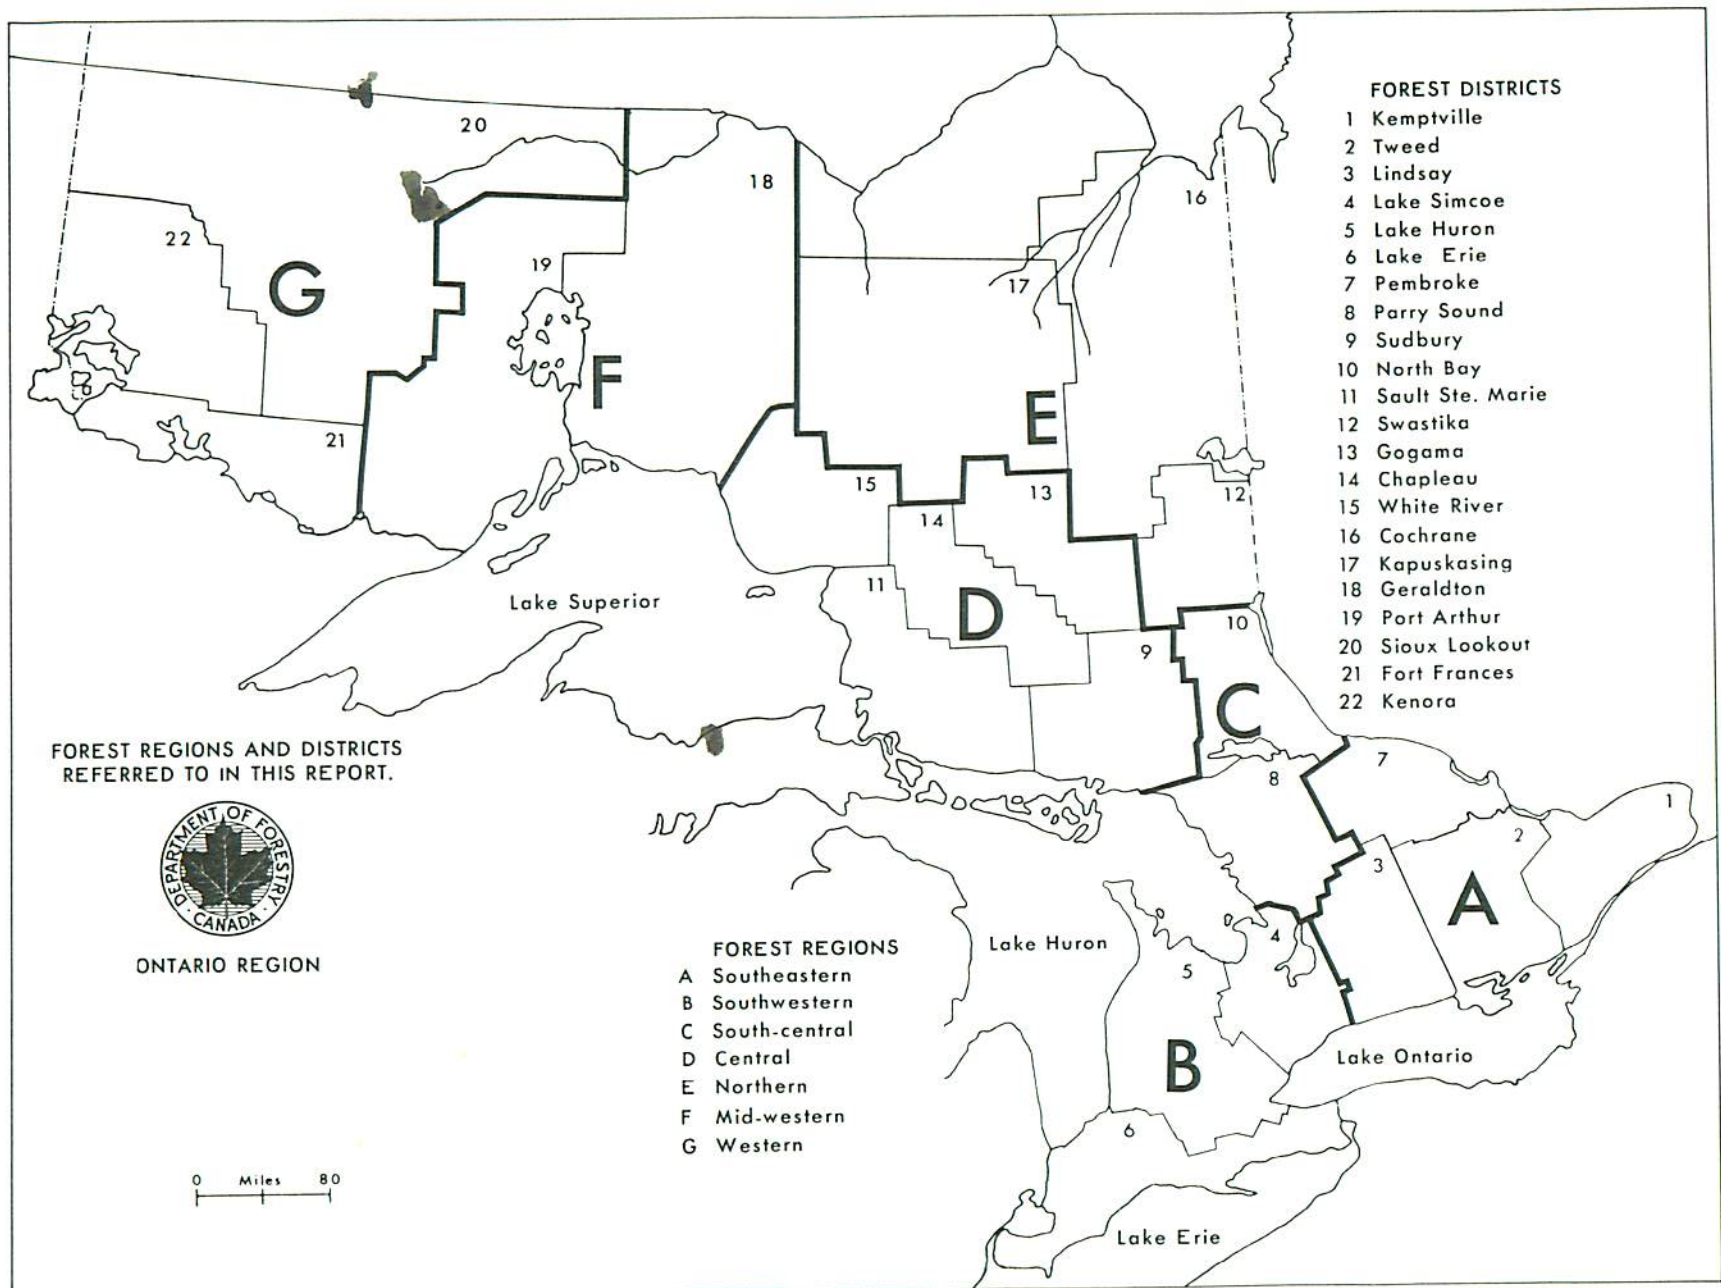 20
18
16
22
G
19
17
F
E
21
15
13
12
14
11
D
10
9
C
8
7
1
2
3
A
4
5
B
6
Lake Superior
Lake Huron
Lake Ontario
Lake Erie
FOREST DISTRICTS
1 Kemptville
2 Tweed
3 Lindsay
4 Lake Simcoe
5 Lake Huron
6 Lake Erie
7 Pembroke
8 Parry Sound
9 Sudbury
10 North Bay
11 Sault Ste. Marie
12 Swastika
13 Gogama
14 Chapleau
15 White River
16 Cochrane
17 Kapuskasing
18 Geraldton
19 Port Arthur
20 Sioux Lookout
21 Fort Frances
22 Kenora
FOREST REGIONS AND DISTRICTS
REFERRED TO IN THIS REPORT.
DEPARTMENT OF FORESTRY
· CANADA ·
ONTARIO REGION
FOREST REGIONS
A Southeastern
B Southwestern
C South-central
D Central
E Northern
F Mid-western
G Western
0 Miles 80